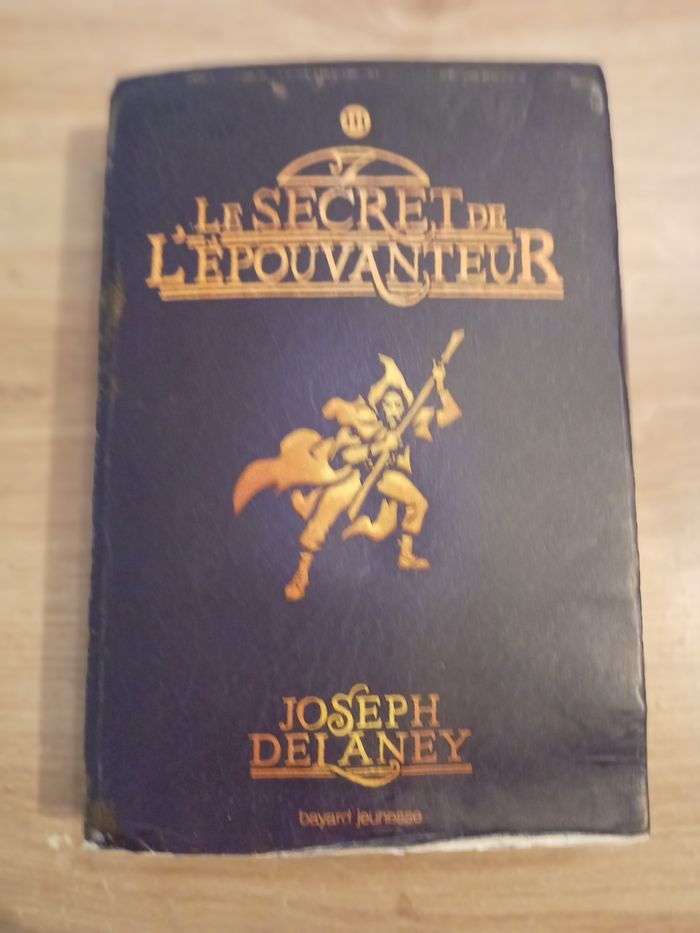 III
LE SECRET DE
L'ÉPOUVANTEUR
JOSEPH
DELANEY
bayard jeunesse